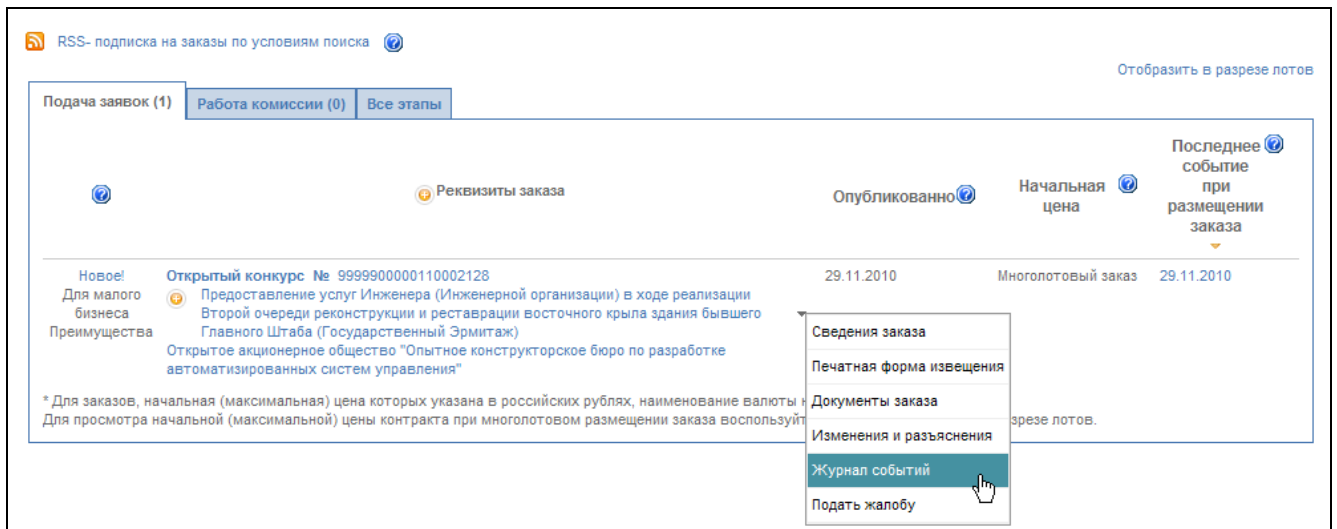 RSS- подписка на заказы по условиям поиска
Отобразить в разрезе лотов
Подача заявок (1) Работа комиссии (0) Все этапы
Реквизиты заказа
Опубликованно
Начальная
цена
Последнее
событие
при
размещении
заказа
Новое!
Для малого
бизнеса
Преимущества
Открытый конкурс № 9999900000110002128
Предоставление услуг Инженера (Инженерной организации) в ходе реализации
Второй очереди реконструкции и реставрации восточного крыла здания бывшего
Главного Штаба (Государственный Эрмитаж)
Открытое акционерное общество "Опытное конструкторское бюро по разработке
автоматизированных систем управления"
29.11.2010
Многолотовый заказ
29.11.2010
Сведения заказа
Печатная форма извещения
Документы заказа
Изменения и разъяснения
Журнал событий
Подать жалобу
* Для заказов, начальная (максимальная) цена которых указана в российских рублях, наименование валюты
Для просмотра начальной (максимальной) цены контракта при многолотовом размещении заказа лотов.